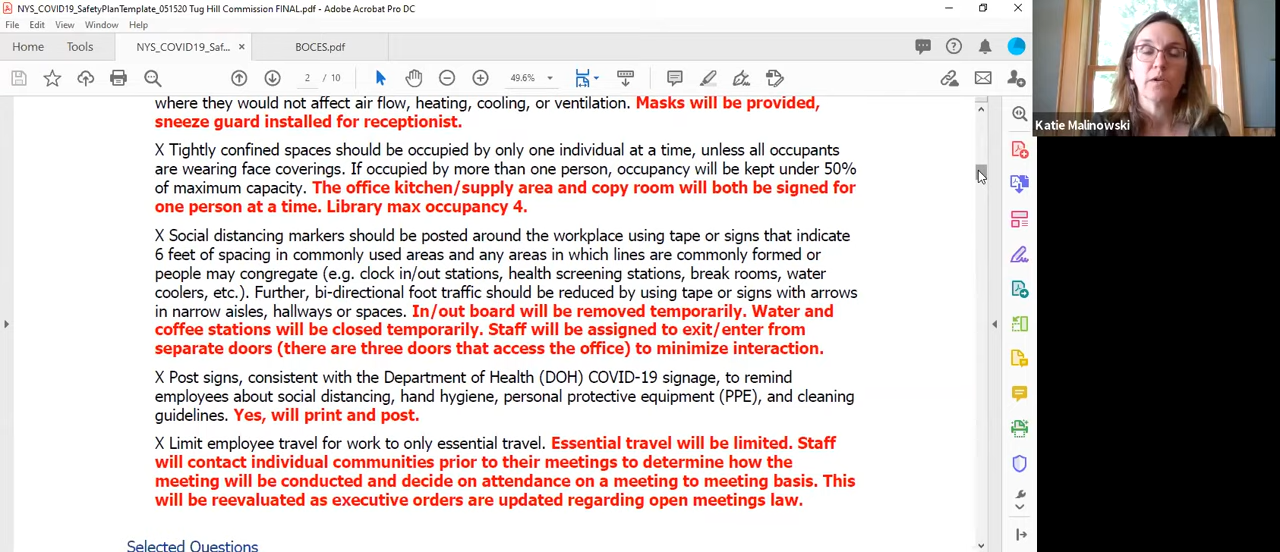 NYS_COVID19_SafetyPlanTemplate_051520 Tug Hill Commission FINAL.pdf - Adobe Acrobat Pro DC
File Edit View Window Help
Home Tools NYS_COVID19_Saf... × BOCES.pdf
2 / 10 49.6%
where they would not affect air flow, heating, cooling, or ventilation. Masks will be provided,
sneeze guard installed for receptionist.
X Tightly confined spaces should be occupied by only one individual at a time, unless all occupants
are wearing face coverings. If occupied by more than one person, occupancy will be kept under 50%
of maximum capacity. The office kitchen/supply area and copy room will both be signed for
one person at a time. Library max occupancy 4.
X Social distancing markers should be posted around the workplace using tape or signs that indicate
6 feet of spacing in commonly used areas and any areas in which lines are commonly formed or
people may congregate (e.g. clock in/out stations, health screening stations, break rooms, water
coolers, etc.). Further, bi-directional foot traffic should be reduced by using tape or signs with arrows
in narrow aisles, hallways or spaces. In/out board will be removed temporarily. Water and
coffee stations will be closed temporarily. Staff will be assigned to exit/enter from
separate doors (there are three doors that access the office) to minimize interaction.
X Post signs, consistent with the Department of Health (DOH) COVID-19 signage, to remind
employees about social distancing, hand hygiene, personal protective equipment (PPE), and cleaning
guidelines. Yes, will print and post.
X Limit employee travel for work to only essential travel. Essential travel will be limited. Staff
will contact individual communities prior to their meetings to determine how the
meeting will be conducted and decide on attendance on a meeting to meeting basis. This
will be reevaluated as executive orders are updated regarding open meetings law.
Selected Questions
Katie Malinowski